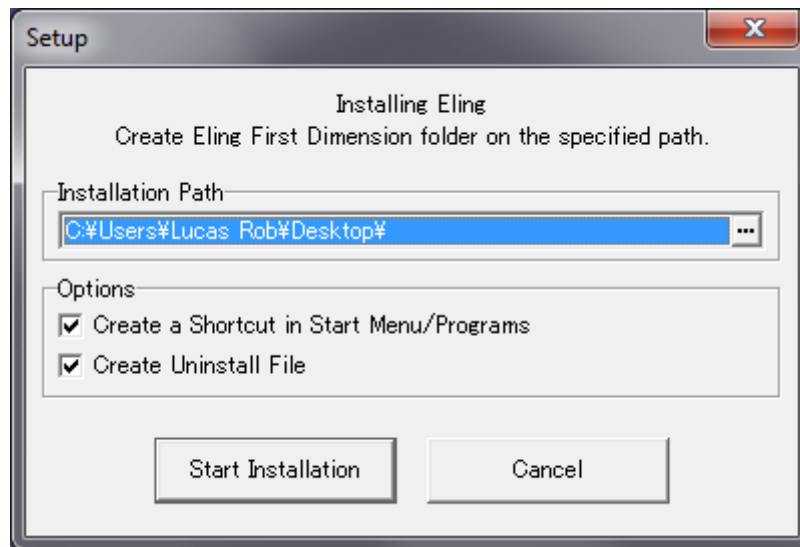 Setup
Installing Eling
Create Eling First Dimension folder on the specified path.
Installation Path
C:¥Users¥Lucas Rob¥Desktop¥
...
Options
Create a Shortcut in Start Menu/Programs
Create Uninstall File
Start Installation
Cancel